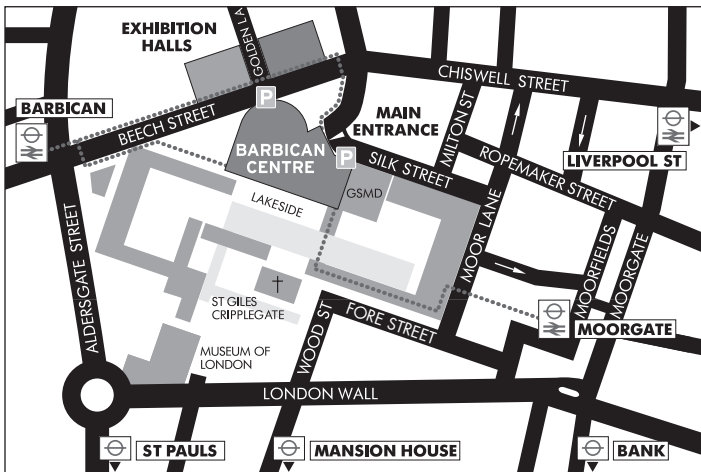 EXHIBITION
HALLS
GOLDEN LA
CHISWELL STREET
BARBICAN
BEECH STREET
P
MAIN
ENTRANCE
MILTON ST
LIVERPOOL ST
BARBICAN
CENTRE
P
SILK STREET
ROPEMAKER STREET
GSMD
LAKESIDE
MOOR LANE
ALDERSGATE STREET
MOORFIELDS
MOORGATE
ST GILES
CRIPPLEGATE
WOOD ST
FORE STREET
MOORGATE
MUSEUM OF
LONDON
LONDON WALL
ST PAULS
MANSION HOUSE
BANK